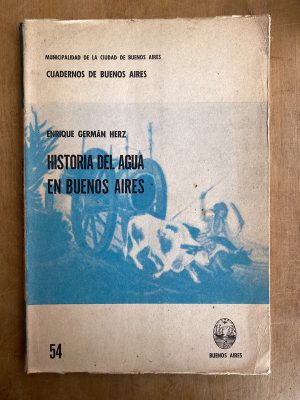 MUNICIPALIDAD DE LA CIUDAD DE BUENOS AIRES
CUADERNOS DE BUENOS AIRES
ENRIQUE GERMÁN HERZ
HISTORIA DEL AGUA
EN BUENOS AIRES
54
BUENOS AIRES